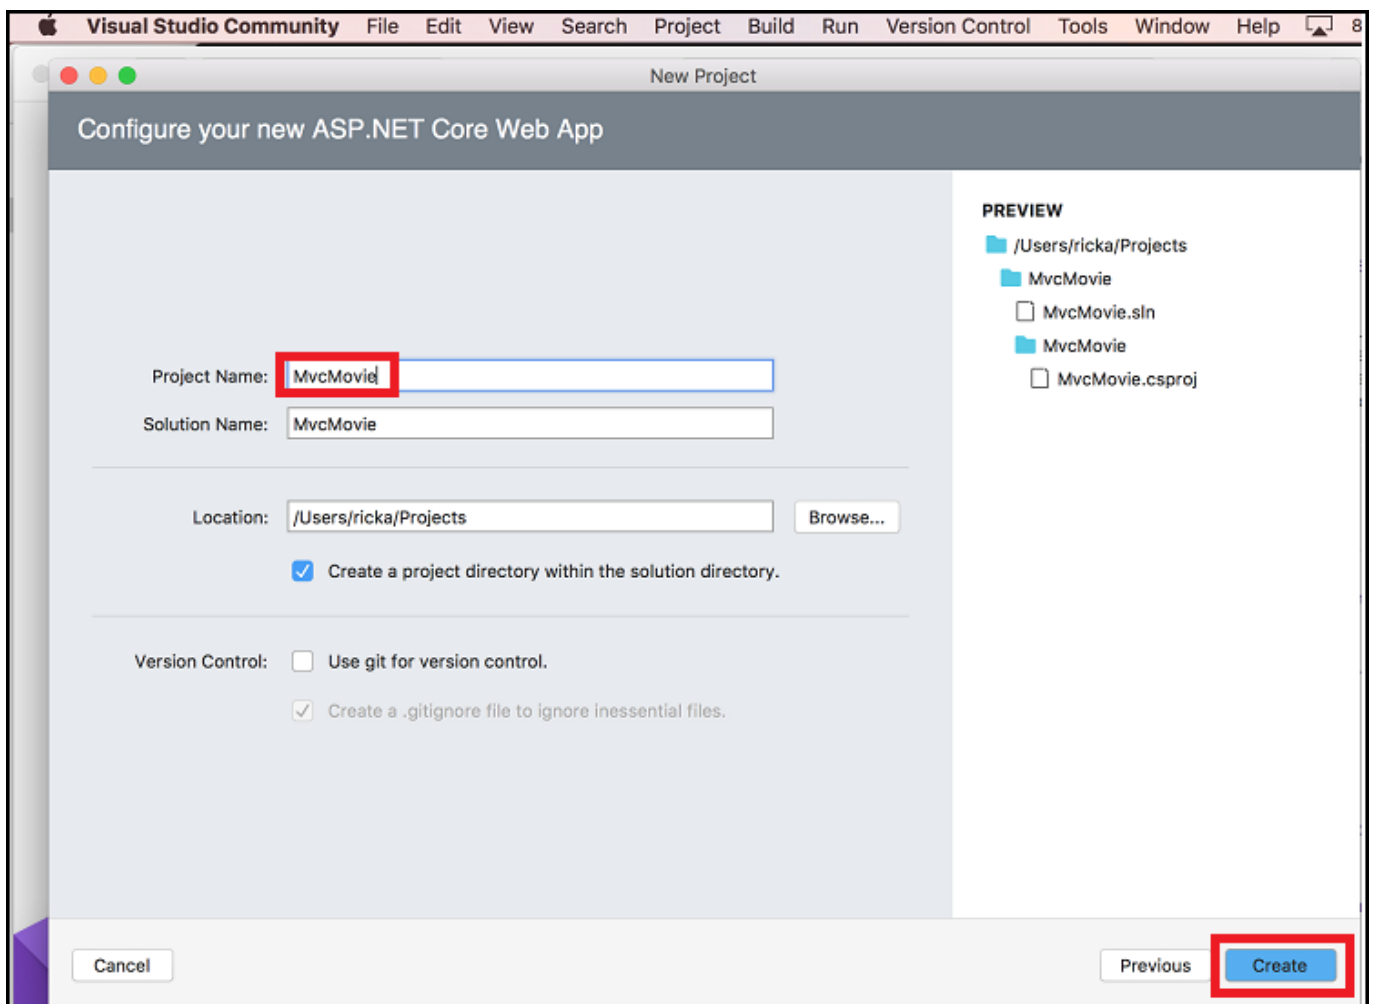 Visual Studio Community File Edit View Search Project Build Run Version Control Tools Window Help 8
New Project
Configure your new ASP.NET Core Web App
PREVIEW
/Users/ricka/Projects
MvcMovie
MvcMovie.sln
MvcMovie
MvcMovie.csproj
Project Name: MvcMovie
Solution Name: MvcMovie
Location: /Users/ricka/Projects Browse...
Create a project directory within the solution directory.
Version Control: Use git for version control.
Create a .gitignore file to ignore inessential files.
Cancel Previous Create